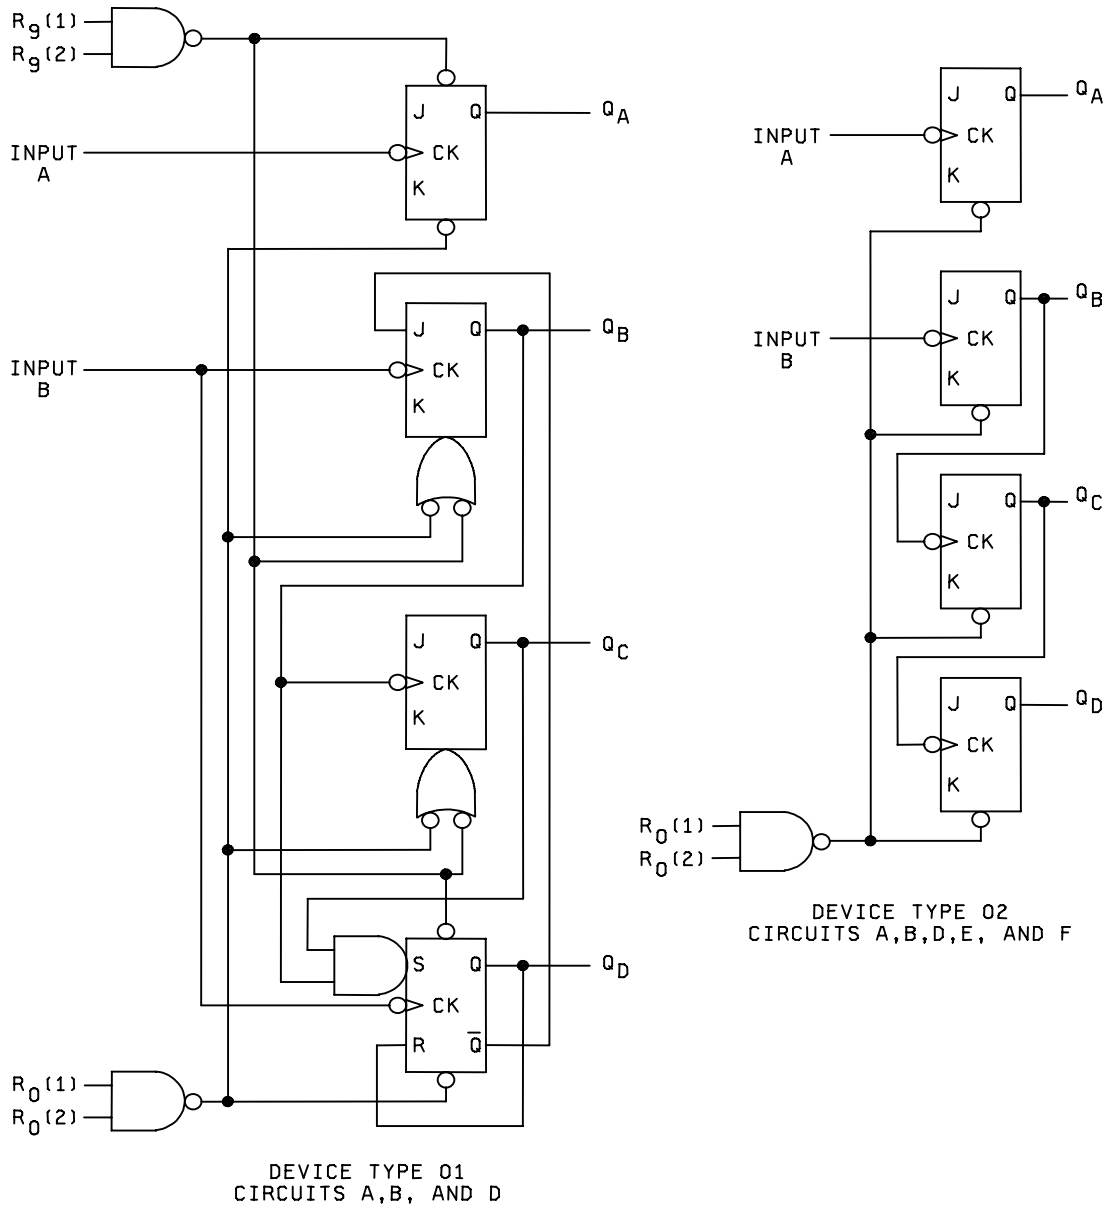 R9(1)
R9(2)
J Q QA
INPUT A
CK
K
J Q QB
INPUT B
CK
K
J Q QC
CK
K
S Q QD
CK
R Q̅
R0(1)
R0(2)
DEVICE TYPE 01
CIRCUITS A,B, AND D
J Q QA
INPUT A
CK
K
J Q QB
INPUT B
CK
K
J Q QC
CK
K
J Q QD
CK
K
R0(1)
R0(2)
DEVICE TYPE 02
CIRCUITS A,B,D,E, AND F